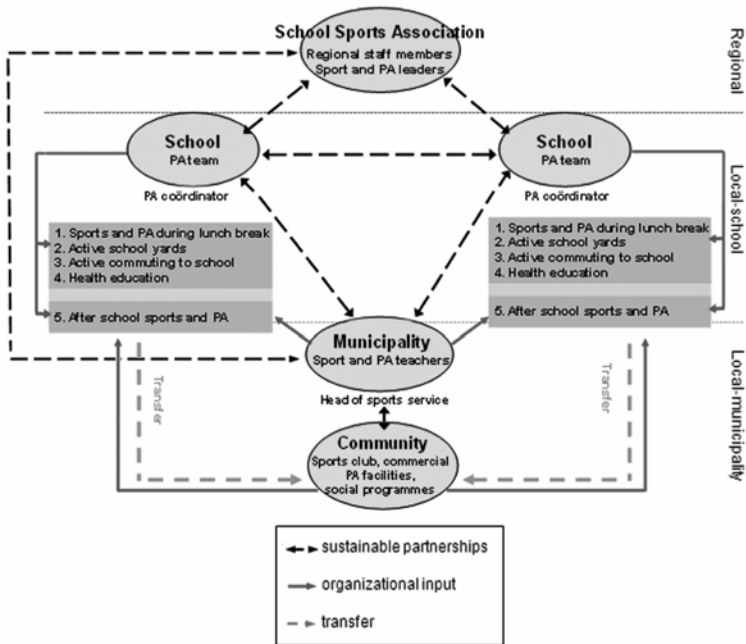 School Sports Association
Regional staff members
Sport and PA leaders
Regional
School
PA team
PA coördinator
School
PA team
PA coördinator
Local-school
1. Sports and PA during lunch break
2. Active school yards
3. Active commuting to school
4. Health education
5. After school sports and PA
1. Sports and PA during lunch break
2. Active school yards
3. Active commuting to school
4. Health education
5. After school sports and PA
Municipality
Sport and PA teachers
Head of sports service
Transfer
Transfer
Local-municipality
Community
Sports club, commercial
PA facilities,
social programmes
sustainable partnerships
organizational input
transfer